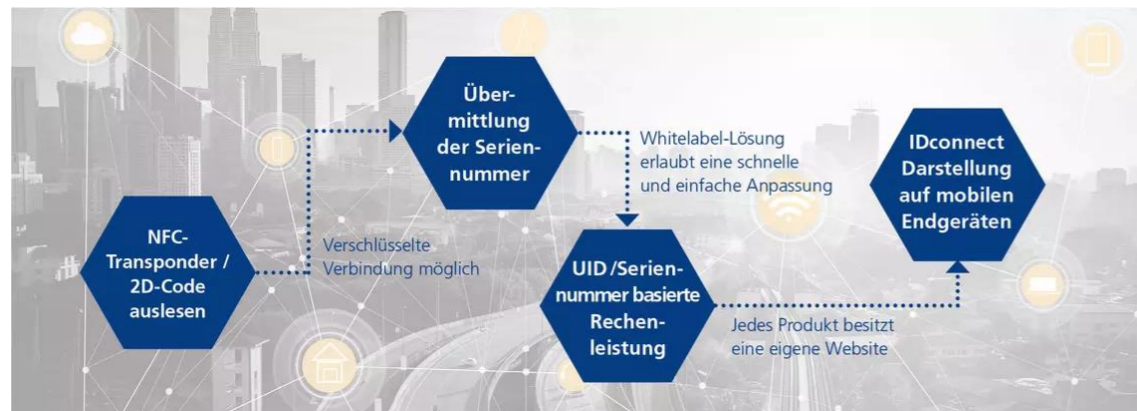 NFC-
Transponder /
2D-Code
auslesen
Verschlüsselte
Verbindung möglich
Über-
mittlung
der Serien-
nummer
Whitelabel-Lösung
erlaubt eine schnelle
und einfache Anpassung
UID /Serien-
nummer basierte
Rechen-
leistung
Jedes Produkt besitzt
eine eigene Website
IDconnect
Darstellung
auf mobilen
Endgeräten